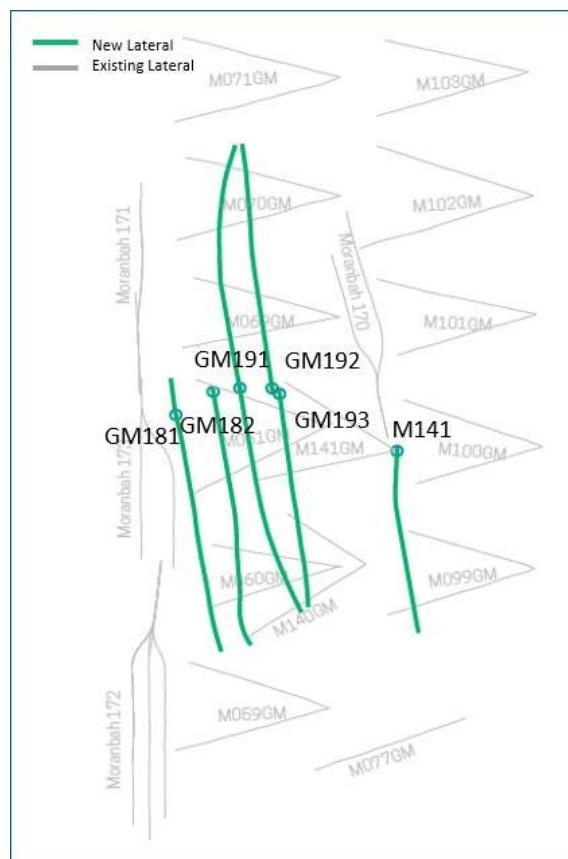 New Lateral
Existing Lateral
M071GM
M103GM
M070GM
M102GM
Moranbah 171
Moranbah 170
M069GM
M101GM
GM191
GM192
GM181
GM182
GM193
M141
M061GM
M141GM
M100GM
Moranbah 173
M060GM
M099GM
M140GM
Moranbah 172
M059GM
M077GM